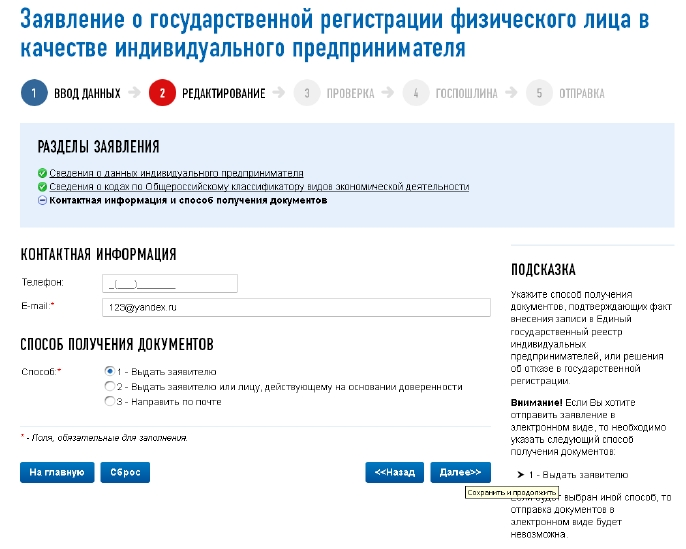 Заявление о государственной регистрации физического лица в
качестве индивидуального предпринимателя
1 ВВОД ДАННЫХ 2 РЕДАКТИРОВАНИЕ 3 ПРОВЕРКА 4 ГОСПОШЛИНА 5 ОТПРАВКА
РАЗДЕЛЫ ЗАЯВЛЕНИЯ
Сведения о данных индивидуального предпринимателя
Сведения о кодах по Общероссийскому классификатору видов экономической деятельности
Контактная информация и способ получения документов
КОНТАКТНАЯ ИНФОРМАЦИЯ
Телефон: _(___)_______
E-mail:* 123@yandex.ru
СПОСОБ ПОЛУЧЕНИЯ ДОКУМЕНТОВ
Способ:* 1 - Выдать заявителю
2 - Выдать заявителю или лицу, действующему на основании доверенности
3 - Направить по почте
* - Поля, обязательные для заполнения.
На главную Сброс <<Назад Далее>>
Сохранить и продолжить
ПОДСКАЗКА
Укажите способ получения
документов, подтверждающих факт
внесения записи в Единый
государственный реестр
индивидуальных
предпринимателей, или решения
об отказе в государственной
регистрации.
Внимание! Если Вы хотите
отправить заявление в
электронном виде, то необходимо
указать следующий способ
получения документов:
1 - Выдать заявителю
Если будет выбран иной способ, то
отправка документов в
электронном виде будет
невозможна.